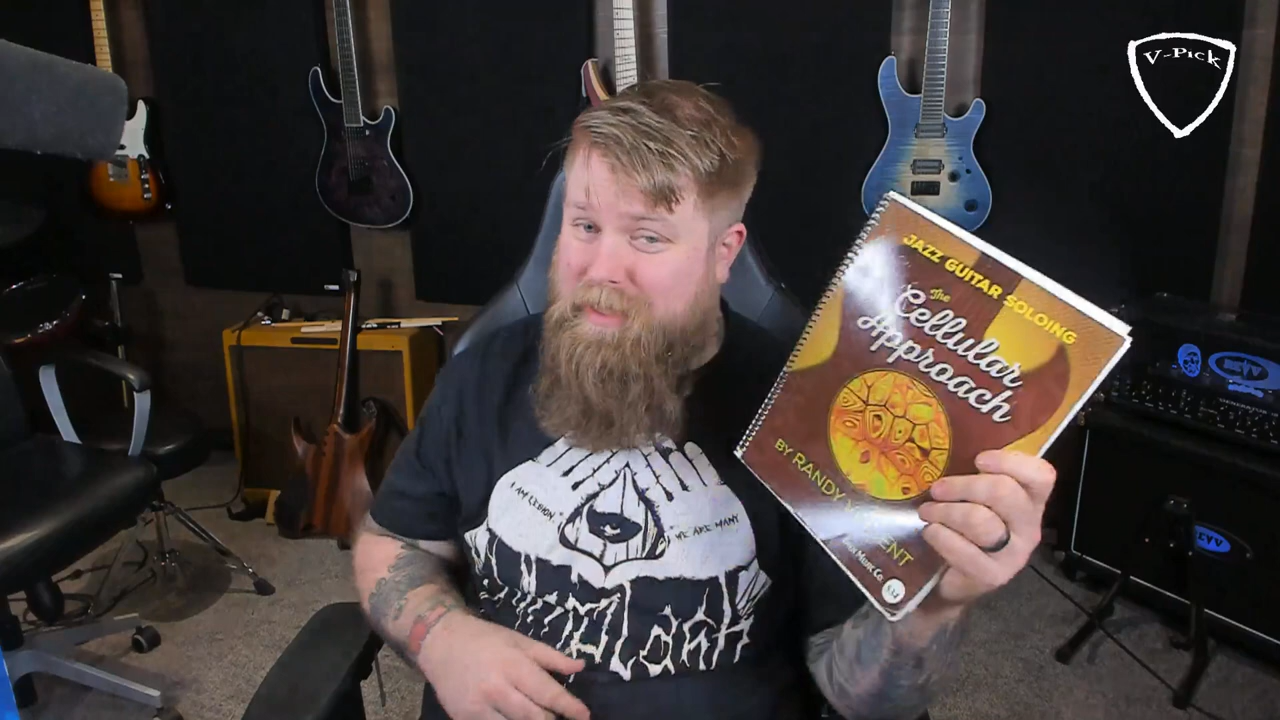 V-Pick
JAZZ GUITAR SOLOING
The
Cellular
Approach
BY RANDY
I AM LEGION,
WE ARE MANY